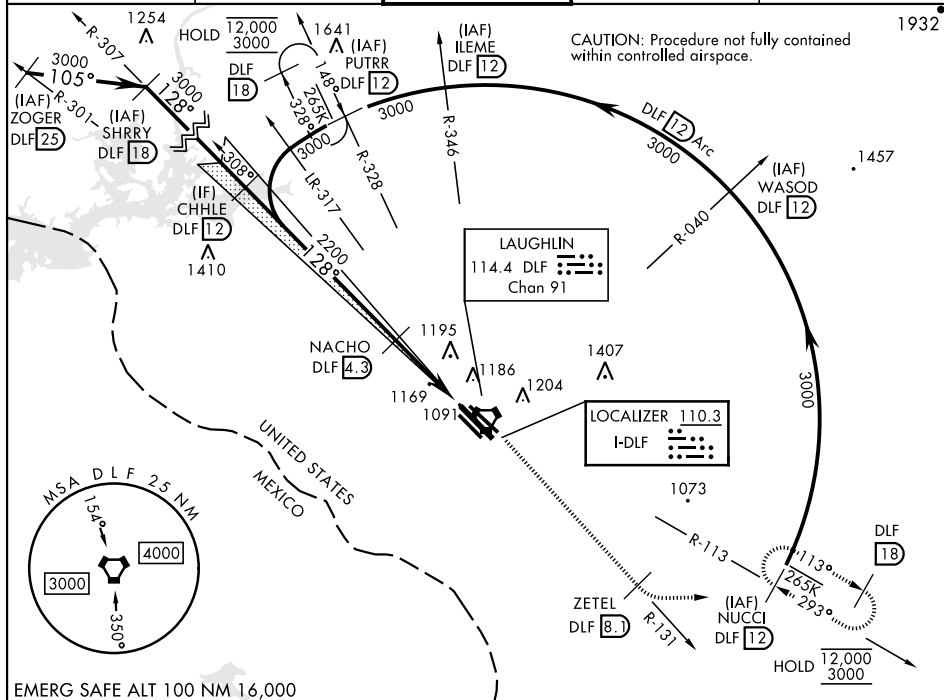 1254
HOLD 12,000
3000
1641
(IAF)
PUTRR
DLF 12
(IAF)
ILEME
DLF 12
CAUTION: Procedure not fully contained
within controlled airspace.
1932
R-307
3000
105°
R-301
(IAF)
ZOGER
DLF 25
(IAF)
SHRRY
DLF 18
3000
128°
DLF
18
148°
265K
328°
3000
3000
R-328
R-346
LR-317
308°
DLF 12 Arc
3000
1457
(IAF)
WASOD
DLF 12
R-040
(IF)
CHHLE
DLF 12
1410
2200
128°
LAUGHLIN
114.4 DLF
Chan 91
NACHO
DLF 4.3
1195
1186
1169
1091
1204
1407
3000
LOCALIZER 110.3
I-DLF
1073
UNITED STATES
MEXICO
MSA DLF 25 NM
154°
4000
3000
350°
R-113
DLF
18
113°
265K
293°
ZETEL
DLF 8.1
R-131
(IAF)
NUCCI
DLF 12
HOLD 12,000
3000
EMERG SAFE ALT 100 NM 16,000